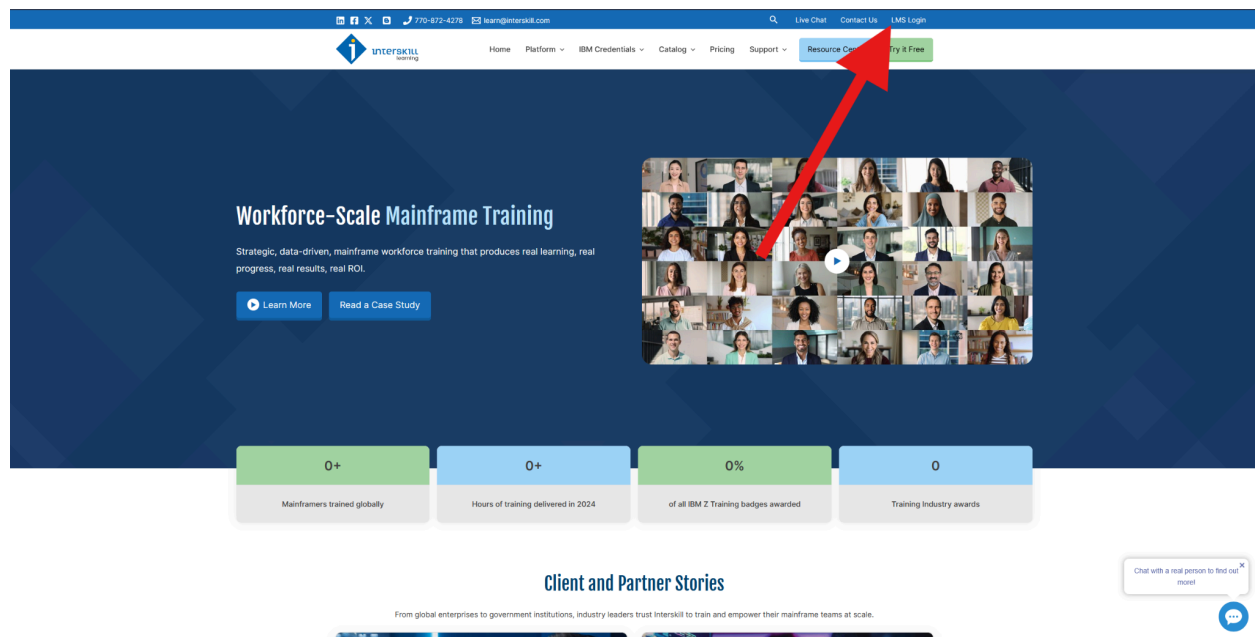 770-872-4278 learn@interskill.com Live Chat Contact Us LMS Login
interskill
learning
Home Platform IBM Credentials Catalog Pricing Support Resource Try it Free
Workforce-Scale Mainframe Training
Strategic, data-driven, mainframe workforce training that produces real learning, real
progress, real results, real ROI.
Learn More Read a Case Study
0+ 0+ 0% 0
Mainframers trained globally Hours of training delivered in 2024 of all IBM Z Training badges awarded Training Industry awards
Client and Partner Stories
From global enterprises to government institutions, industry leaders trust Interskill to train and empower their mainframe teams at scale.
Chat with a real person to find out
more!